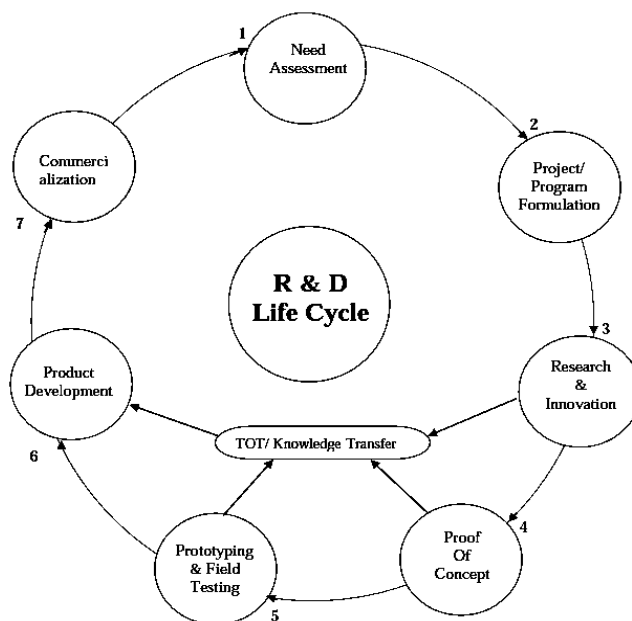 1
Need
Assessment
2
Project/
Program
Formulation
3
Research
&
Innovation
4
Proof
Of
Concept
5
Prototyping
& Field
Testing
6
Product
Development
7
Commerci
alization
R & D
Life Cycle
TOT/ Knowledge Transfer